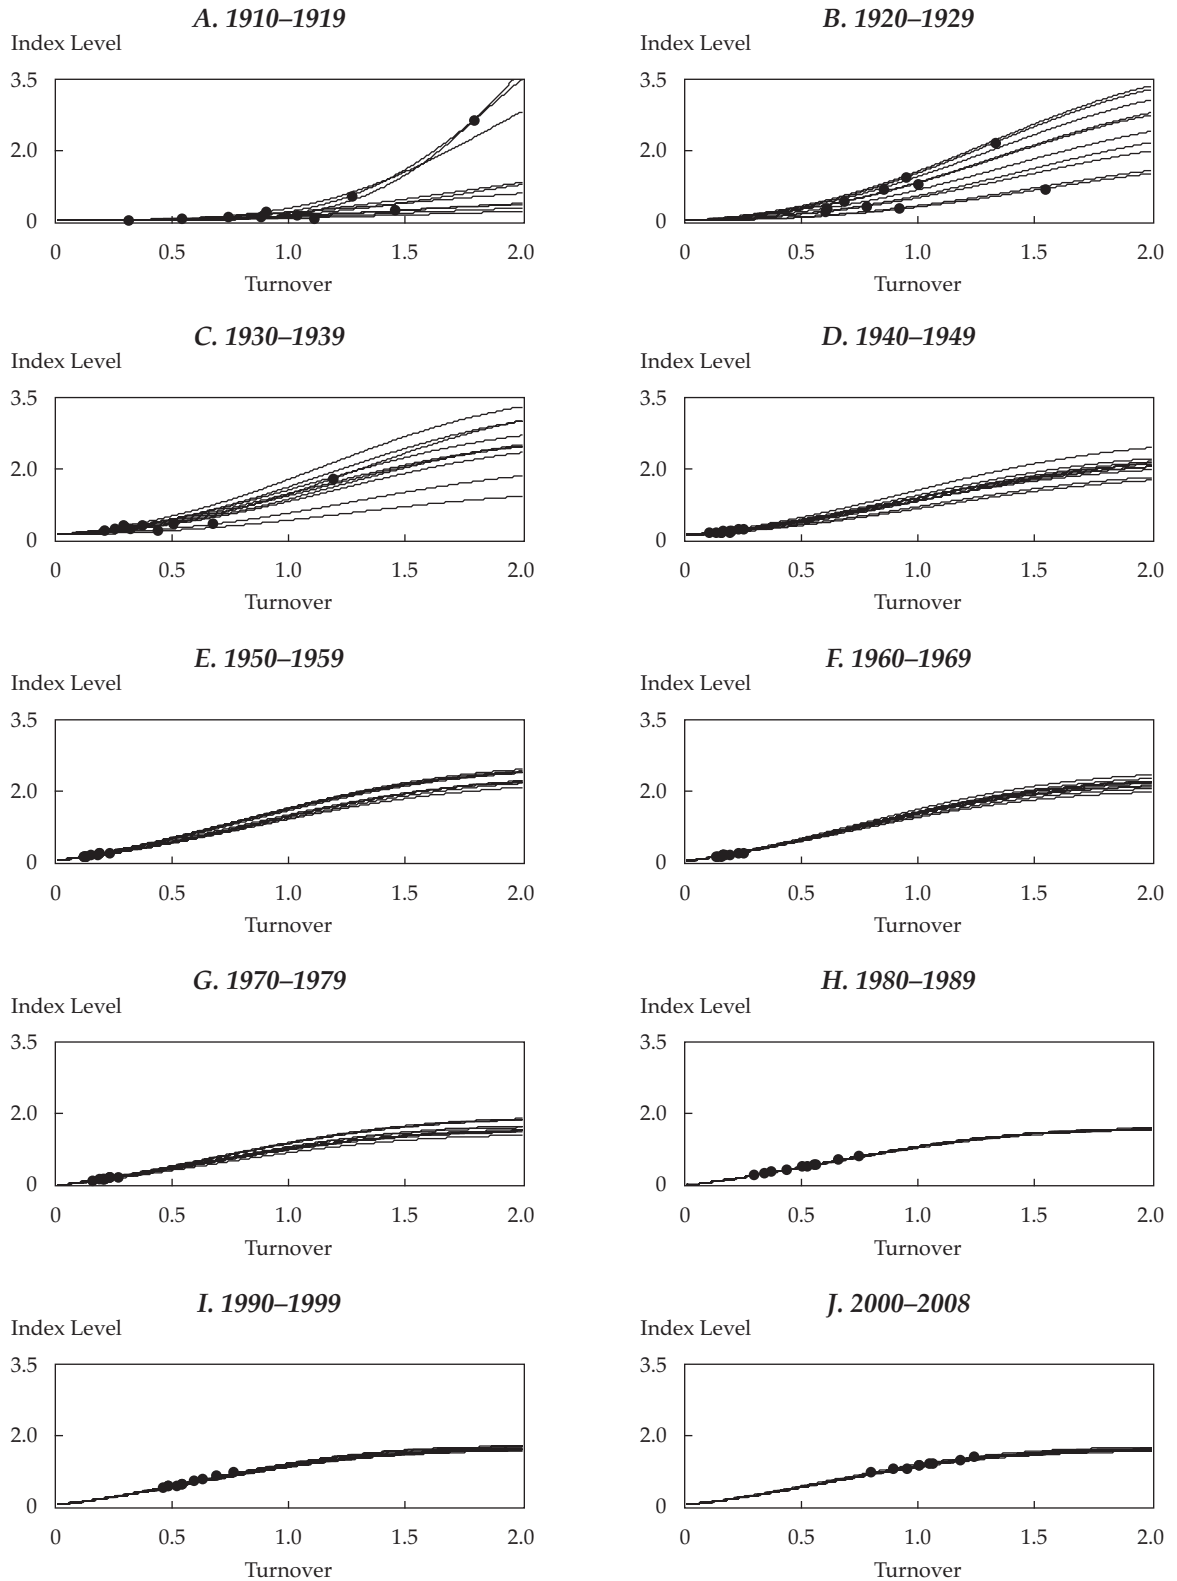 A. 1910–1919
Index Level
3.5
2.0
0
0 0.5 1.0 1.5 2.0
Turnover
B. 1920–1929
Index Level
3.5
2.0
0
0 0.5 1.0 1.5 2.0
Turnover
C. 1930–1939
Index Level
3.5
2.0
0
0 0.5 1.0 1.5 2.0
Turnover
D. 1940–1949
Index Level
3.5
2.0
0
0 0.5 1.0 1.5 2.0
Turnover
E. 1950–1959
Index Level
3.5
2.0
0
0 0.5 1.0 1.5 2.0
Turnover
F. 1960–1969
Index Level
3.5
2.0
0
0 0.5 1.0 1.5 2.0
Turnover
G. 1970–1979
Index Level
3.5
2.0
0
0 0.5 1.0 1.5 2.0
Turnover
H. 1980–1989
Index Level
3.5
2.0
0
0 0.5 1.0 1.5 2.0
Turnover
I. 1990–1999
Index Level
3.5
2.0
0
0 0.5 1.0 1.5 2.0
Turnover
J. 2000–2008
Index Level
3.5
2.0
0
0 0.5 1.0 1.5 2.0
Turnover